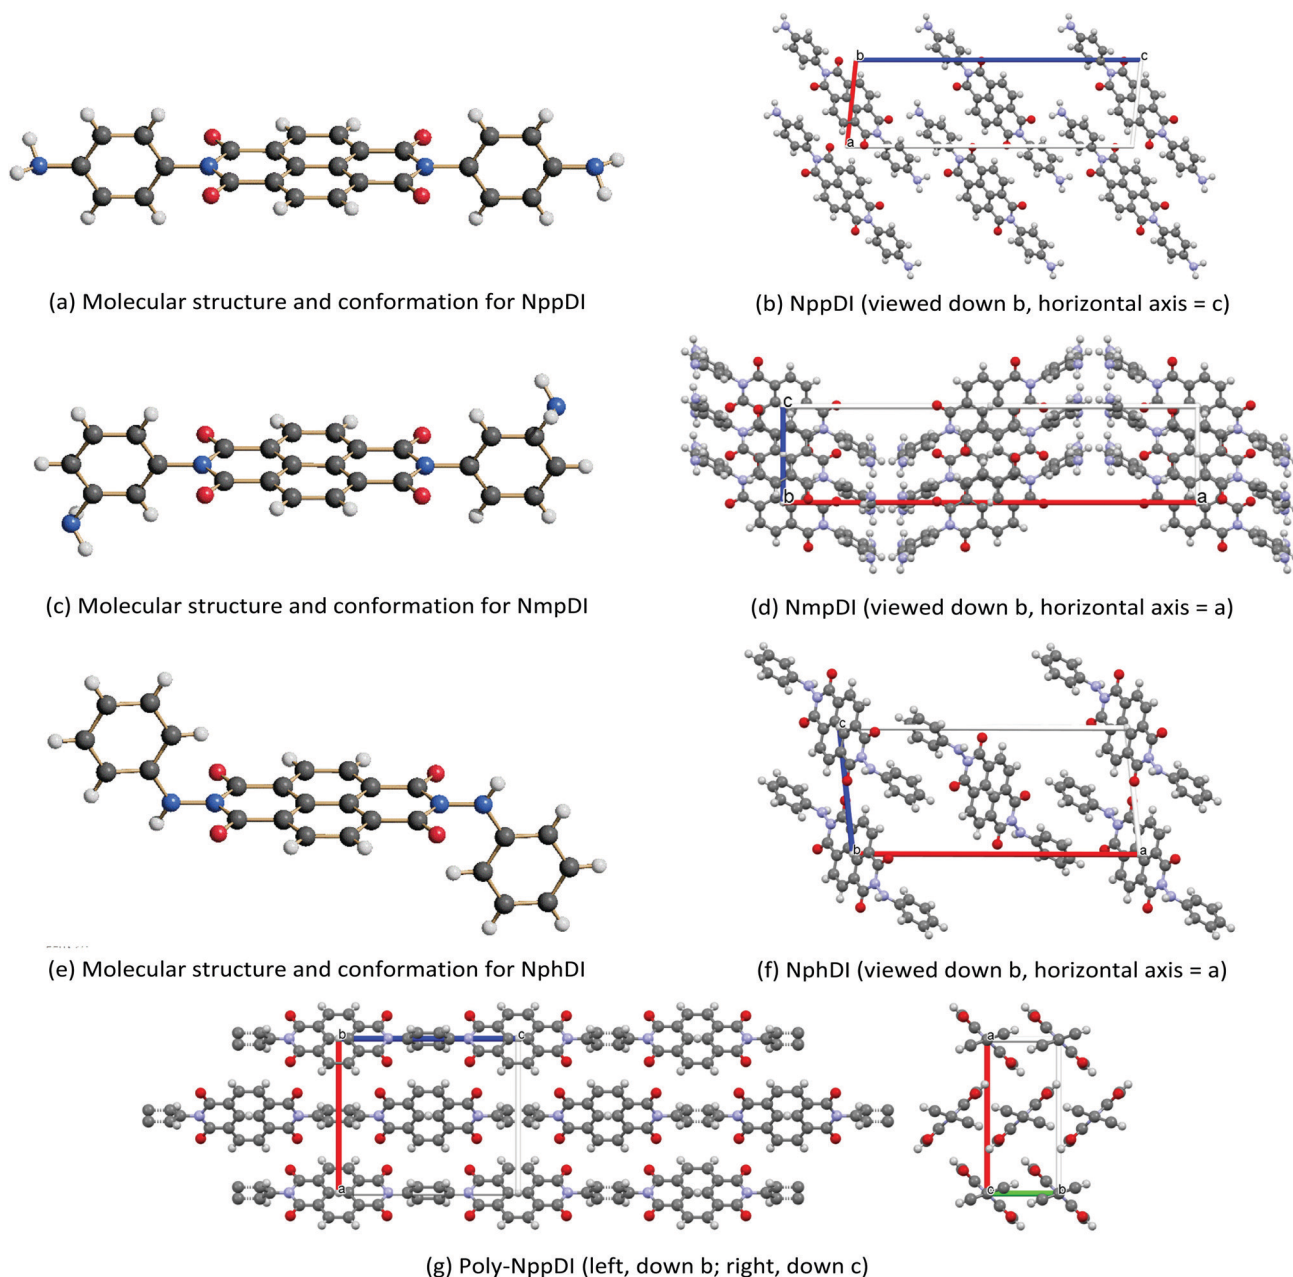 b
c
a
(a) Molecular structure and conformation for NppDI
(b) NppDI (viewed down b, horizontal axis = c)
c
b
a
(c) Molecular structure and conformation for NmpDI
(d) NmpDI (viewed down b, horizontal axis = a)
c
b
a
(e) Molecular structure and conformation for NphDI
(f) NphDI (viewed down b, horizontal axis = a)
b
c
a
a
c
b
(g) Poly-NppDI (left, down b; right, down c)